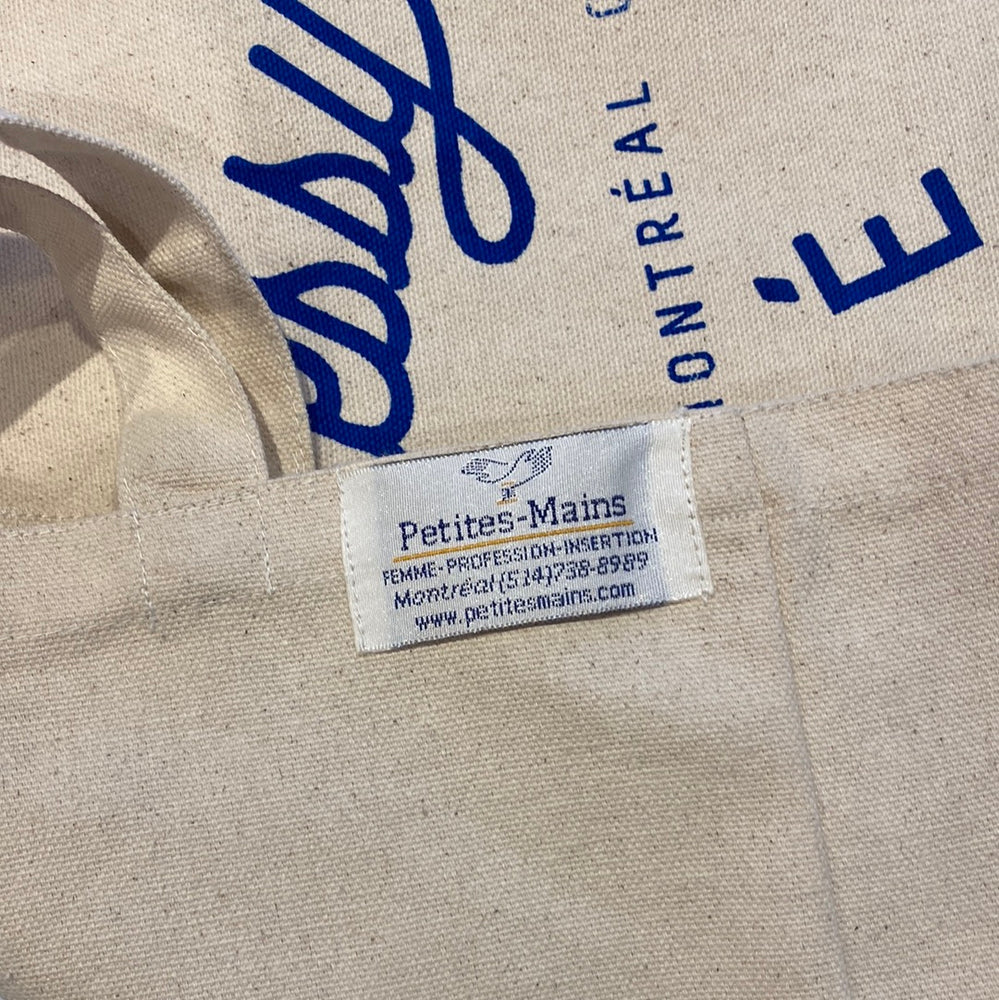 MONTRÉAL
É
Petites-Mains
FEMME-PROFESSION-INSERTION
Montréal (514)738-8989
www.petitesmains.com